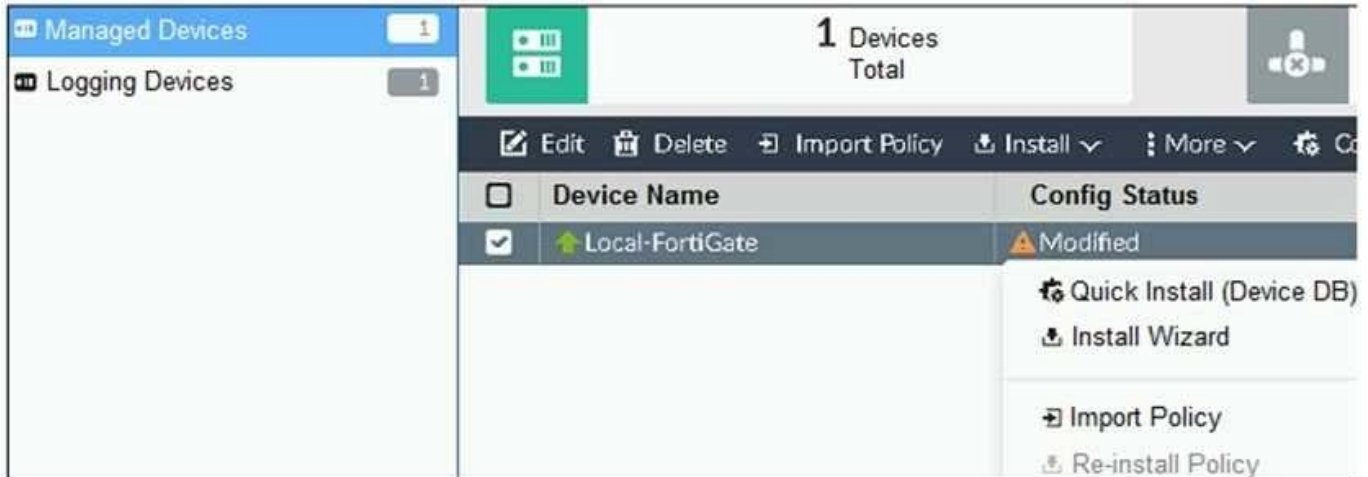 Managed Devices 1
Logging Devices 1
1 Devices
Total
Edit Delete Import Policy Install More
Device Name Config Status
Local-FortiGate Modified
Quick Install (Device DB)
Install Wizard
Import Policy
Re-install Policy